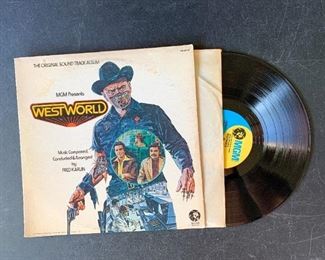 THE ORIGINAL SOUND TRACK ALBUM
MGM Presents
WESTWORLD
Music Composed,
Conducted & Arranged
by
FRED KARLIN
MGM